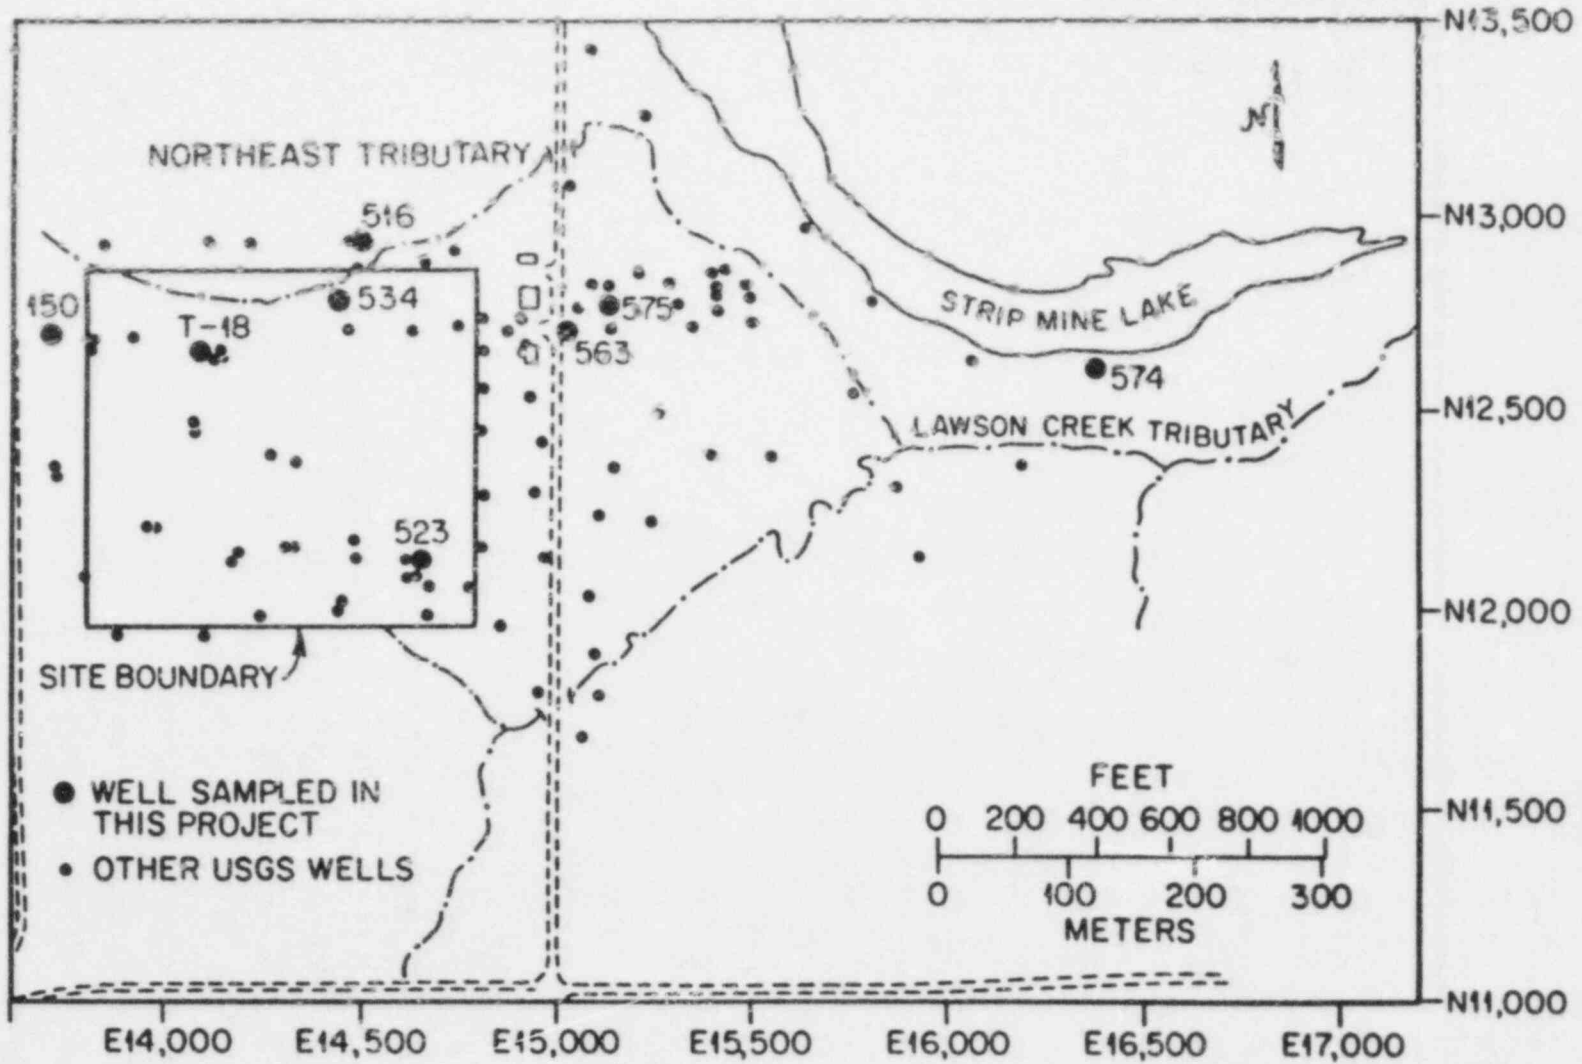 N13,500
N
NORTHEAST TRIBUTARY
516
N13,000
150
534
575
STRIP MINE LAKE
T-18
563
574
N12,500
LAWSON CREEK TRIBUTARY
523
N12,000
SITE BOUNDARY
WELL SAMPLED IN
THIS PROJECT
OTHER USGS WELLS
FEET
0 200 400 600 800 1000
0 100 200 300
METERS
N11,500
N11,000
E14,000 E14,500 E15,000 E15,500 E16,000 E16,500 E17,000